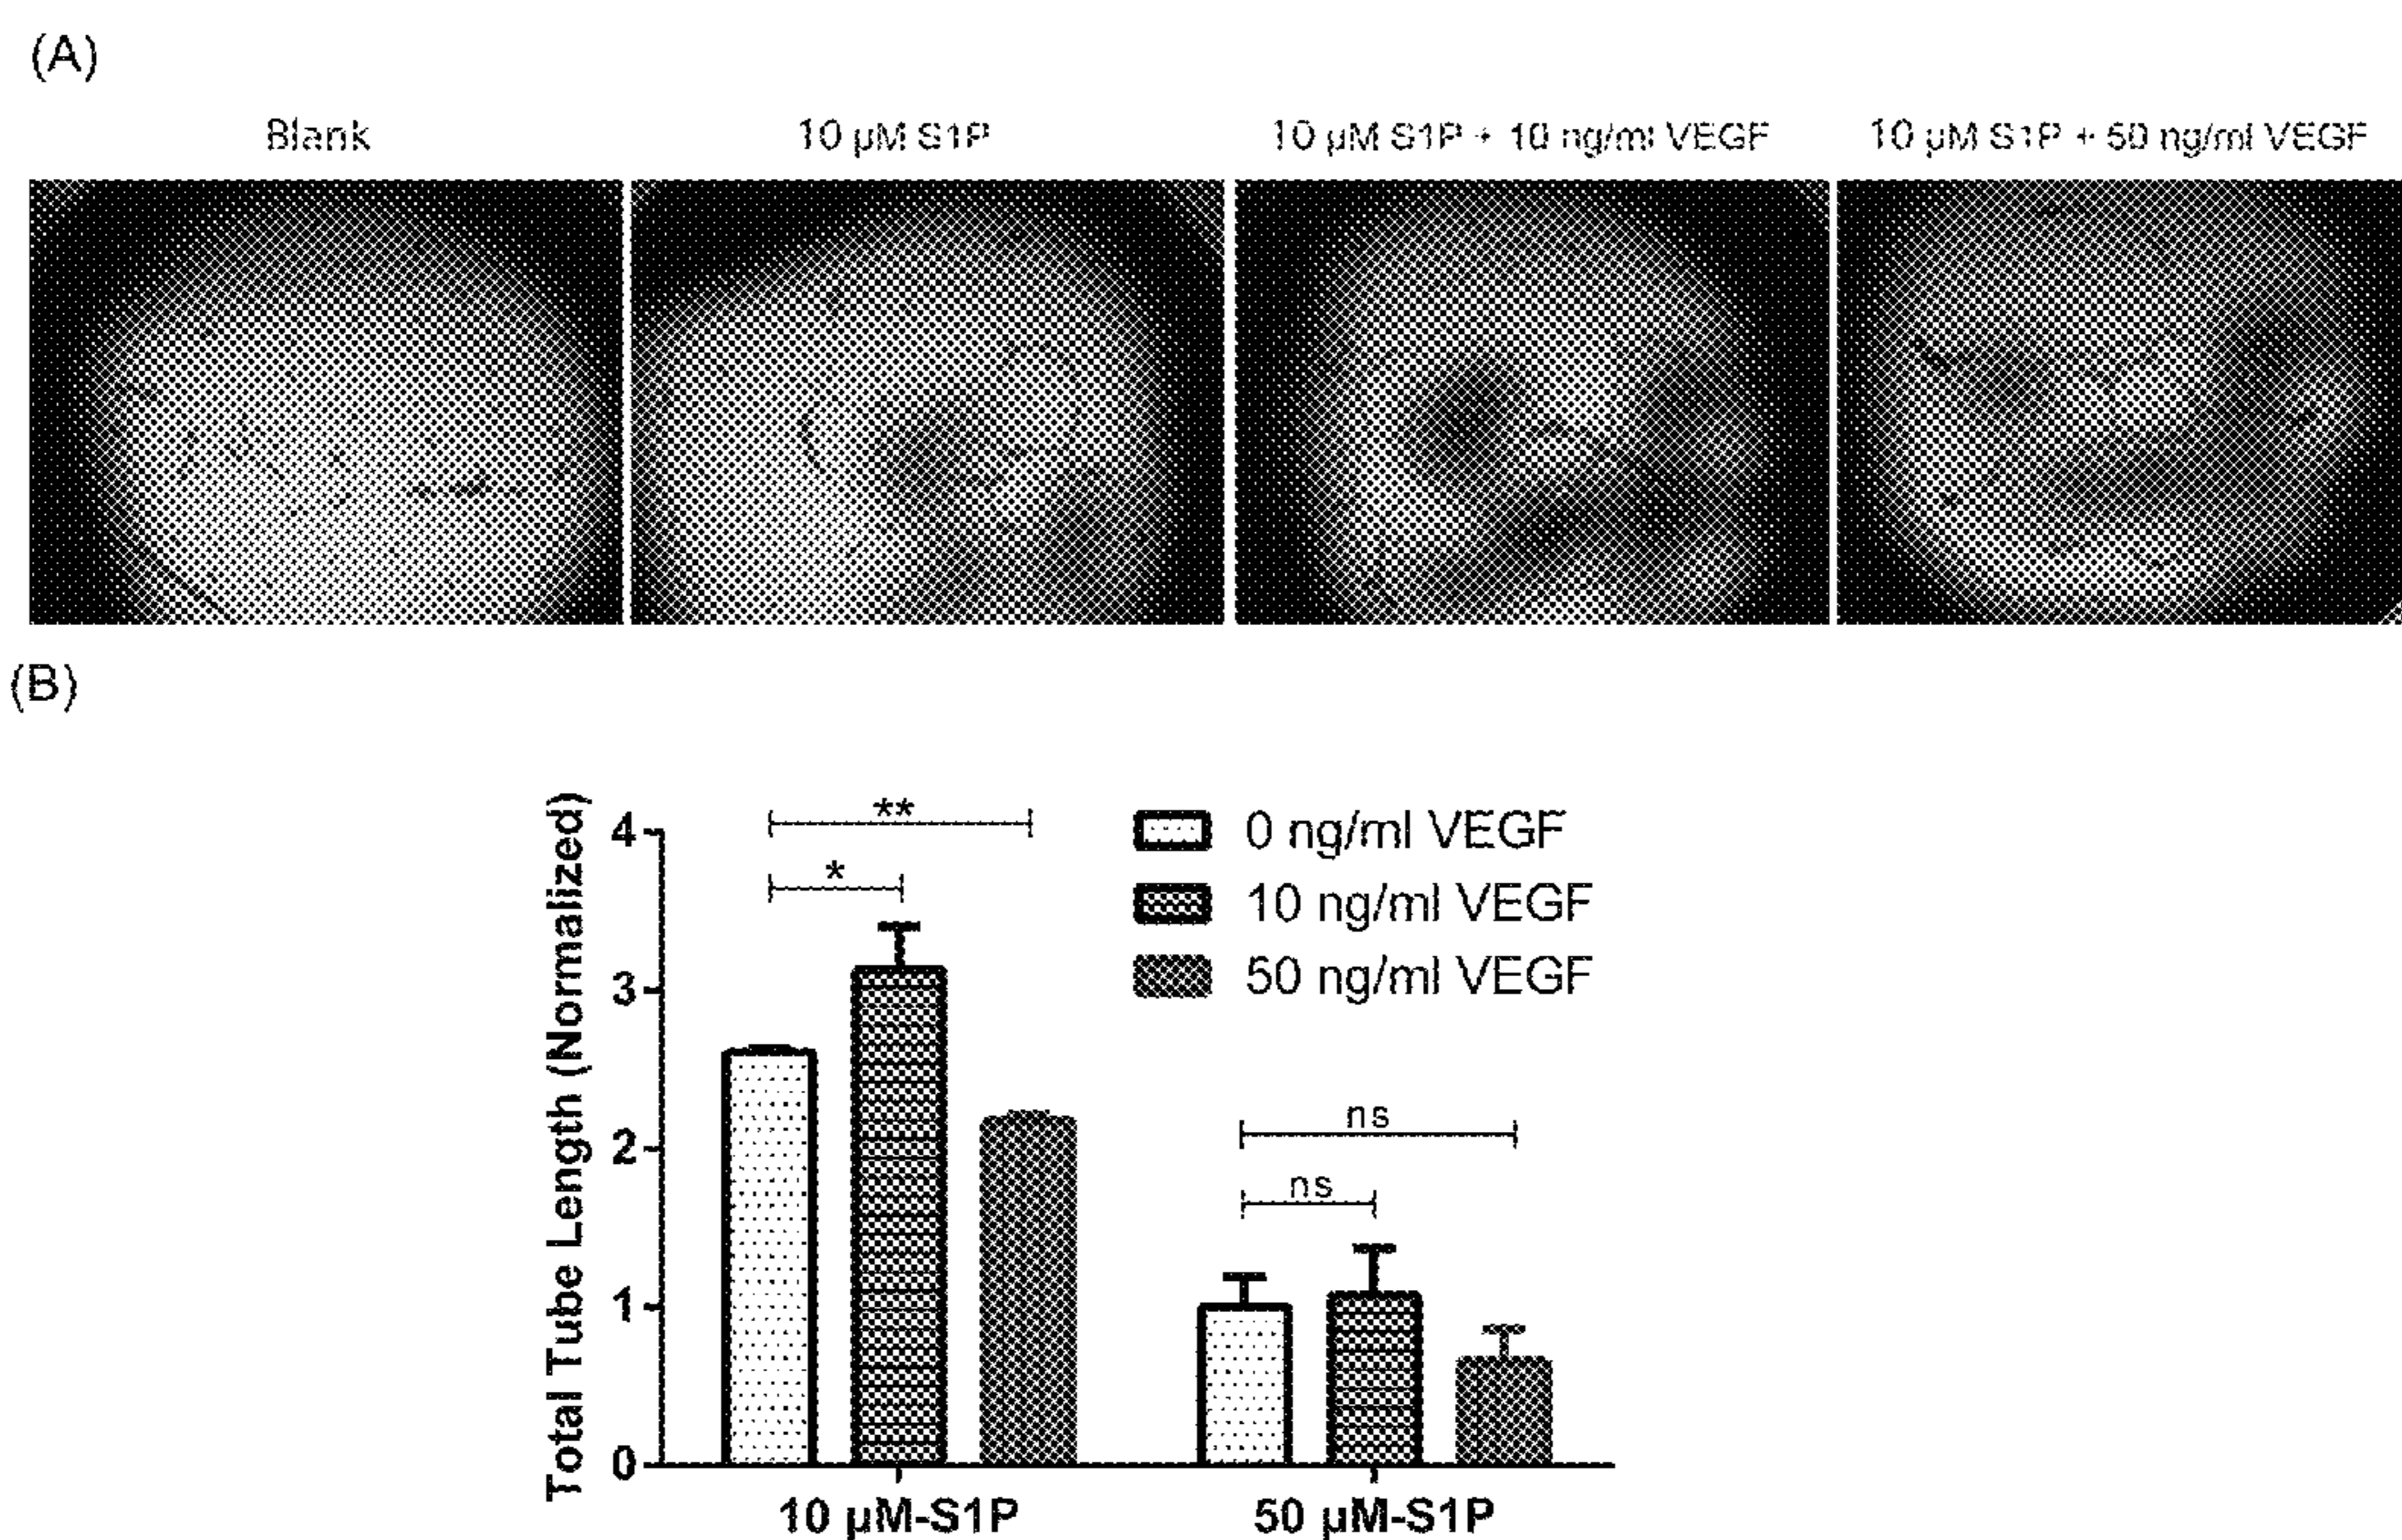 (A)
Blank
10 µM S1P
10 µM S1P + 10 ng/ml VEGF
10 µM S1P + 50 ng/ml VEGF
(B)
Total Tube Length (Normalized)
4
3
2
1
0
**
*
ns
ns
0 ng/ml VEGF
10 ng/ml VEGF
50 ng/ml VEGF
10 µM-S1P
50 µM-S1P